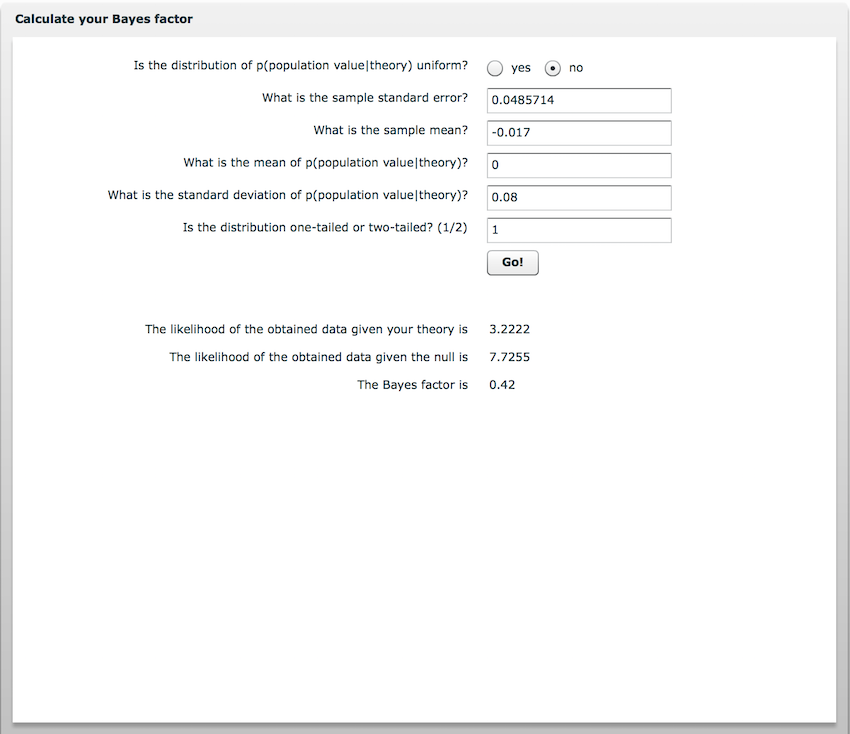 Calculate your Bayes factor
Is the distribution of p(population value|theory) uniform? yes no
What is the sample standard error? 0.0485714
What is the sample mean? -0.017
What is the mean of p(population value|theory)? 0
What is the standard deviation of p(population value|theory)? 0.08
Is the distribution one-tailed or two-tailed? (1/2) 1
Go!
The likelihood of the obtained data given your theory is 3.2222
The likelihood of the obtained data given the null is 7.7255
The Bayes factor is 0.42